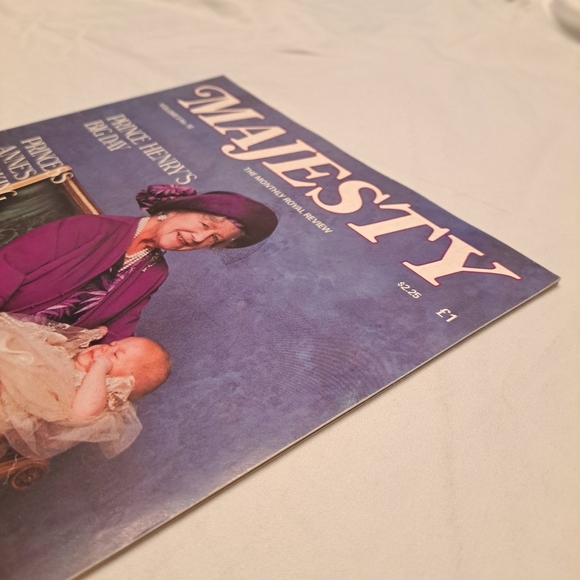 MAJESTY
THE MONTHLY ROYAL REVIEW
$2.25
£1
PRINCE HENRY'S
BIG DAY
PRINCESS
ANNE'S